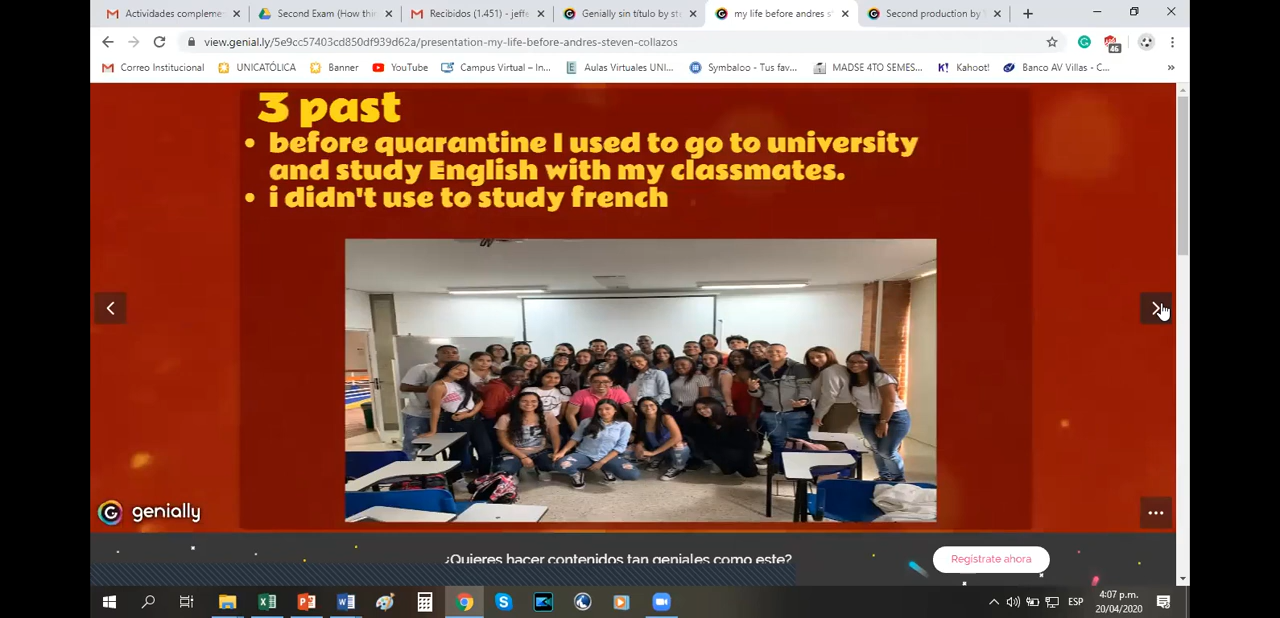 Actividades compleme
Second Exam (How thi
Recibidos (1.451) - jeffe
Genially sin título by st
my life before andres s
Second production by
view.genial.ly/5e9cc57403cd850df939d62a/presentation-my-life-before-andres-steven-collazos
46
Correo Institucional
UNICATÓLICA
Banner
YouTube
Campus Virtual – In...
Aulas Virtuales UNI...
Symbaloo - Tus fav...
MADSE 4TO SEMES...
Kahoot!
Banco AV Villas - C...
»
3 past
• before quarantine I used to go to university
and study English with my classmates.
• i didn't use to study french
genially
¿Quieres hacer contenidos tan geniales como este?
Regístrate ahora
ESP
4:07 p.m.
20/04/2020